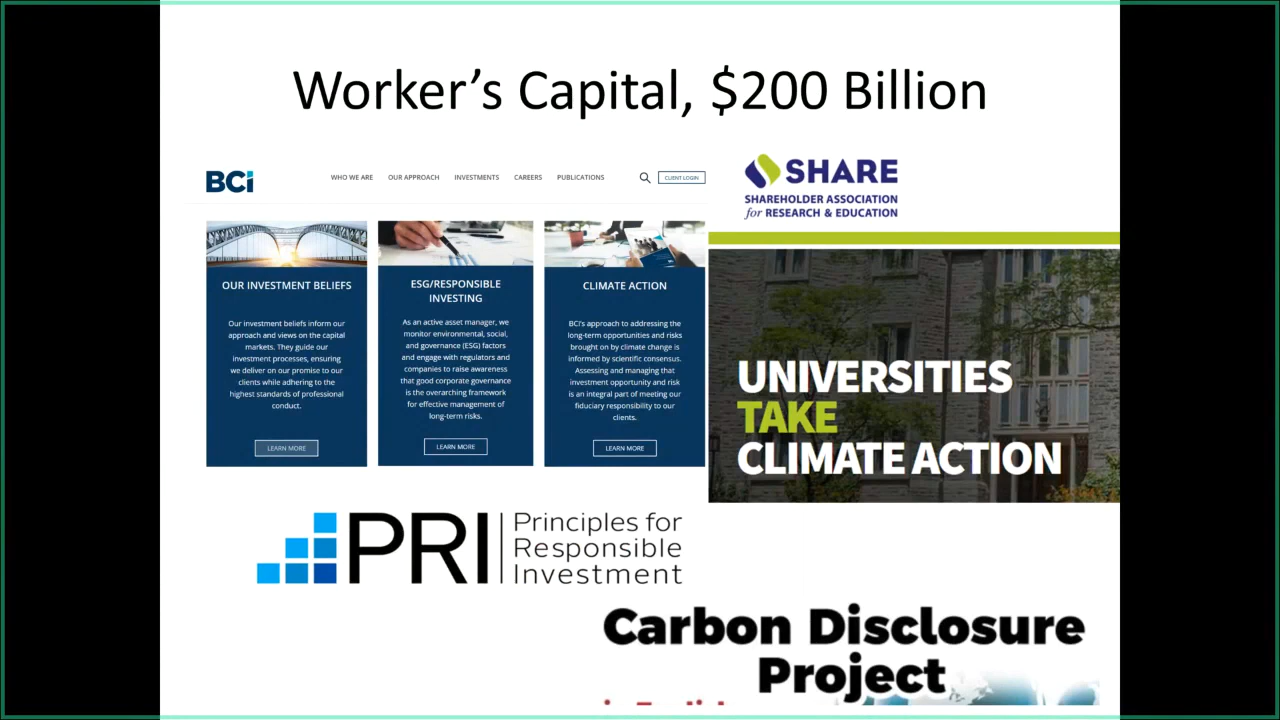 Worker's Capital, $200 Billion
BCi
WHO WE ARE OUR APPROACH INVESTMENTS CAREERS PUBLICATIONS
CLIENT LOGIN
OUR INVESTMENT BELIEFS
Our investment beliefs inform our
approach and views on the capital
markets. They guide our
investment processes, ensuring
we deliver on our promise to our
clients while adhering to the
highest standards of professional
conduct.
LEARN MORE
ESG/RESPONSIBLE
INVESTING
As an active asset manager, we
monitor environmental, social,
and governance (ESG) factors
and engage with regulators and
companies to raise awareness
that good corporate governance
is the overarching framework
for effective management of
long-term risks.
LEARN MORE
CLIMATE ACTION
BCI's approach to addressing the
long-term opportunities and risks
brought on by climate change is
informed by scientific consensus.
Assessing and managing that
investment opportunity and risk
is an integral part of meeting our
fiduciary responsibility to our
clients.
LEARN MORE
SHARE
SHAREHOLDER ASSOCIATION
for RESEARCH & EDUCATION
UNIVERSITIES
TAKE
CLIMATE ACTION
PRI
Principles for
Responsible
Investment
Carbon Disclosure
Project